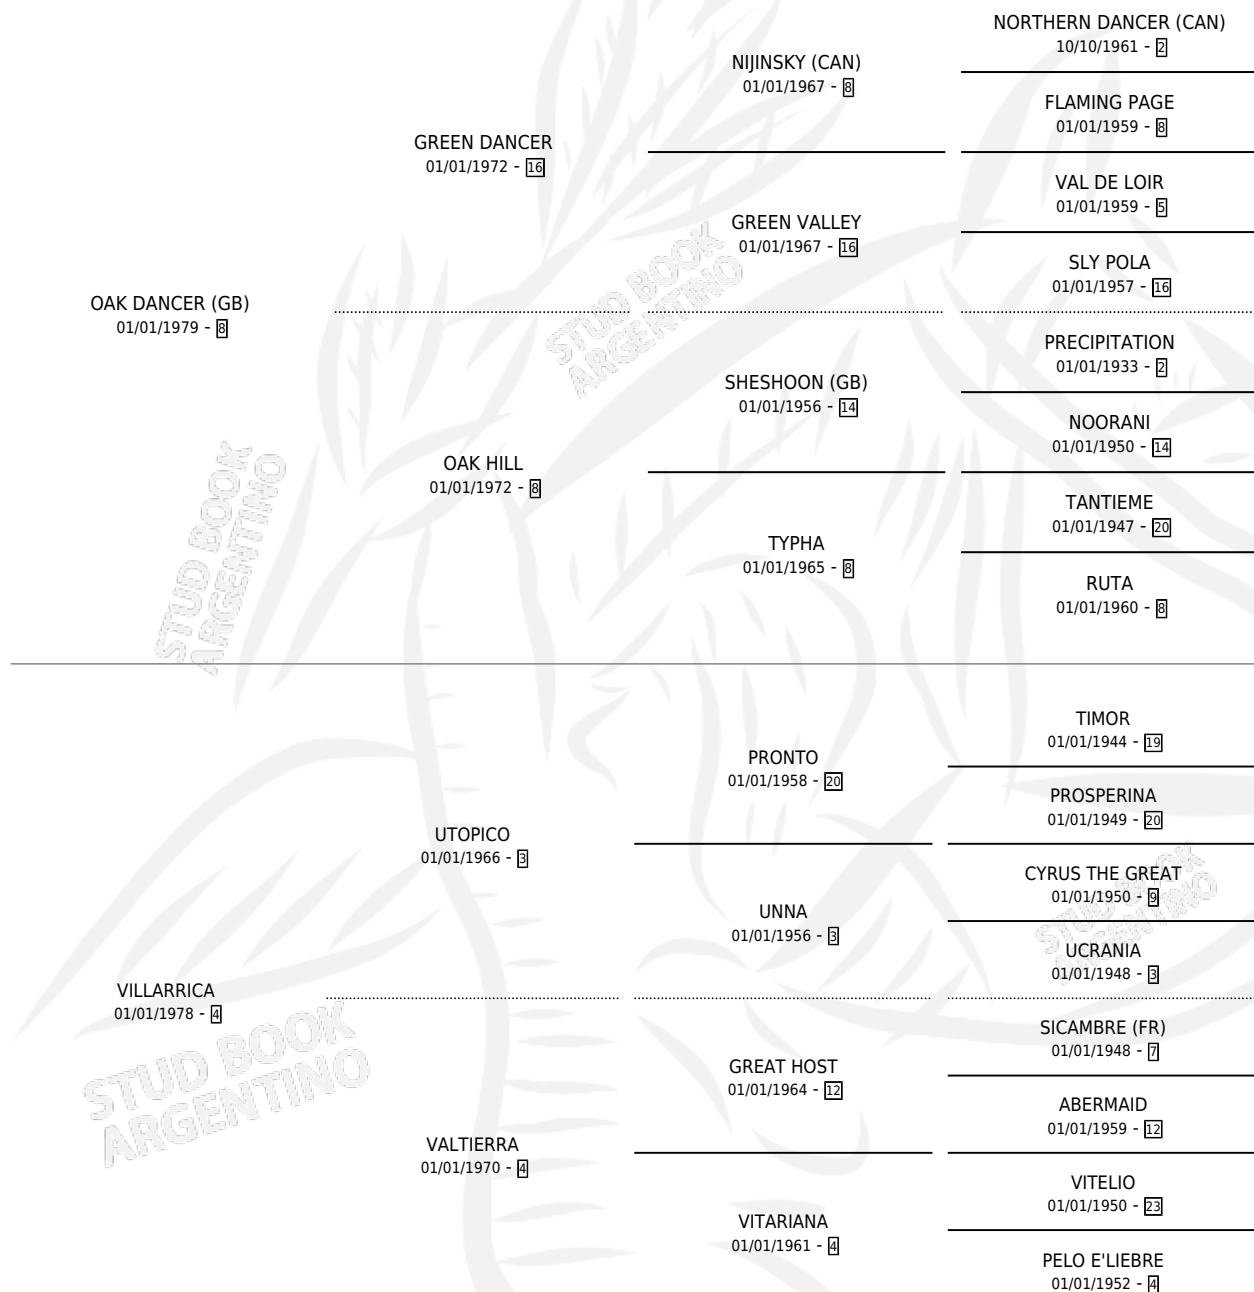 NORTHERN DANCER (CAN)
10/10/1961 - 2
NIJINSKY (CAN)
01/01/1967 - 8
FLAMING PAGE
01/01/1959 - 8
GREEN DANCER
01/01/1972 - 16
VAL DE LOIR
01/01/1959 - 5
GREEN VALLEY
01/01/1967 - 16
SLY POLA
01/01/1957 - 16
OAK DANCER (GB)
01/01/1979 - 8
PRECIPITATION
01/01/1933 - 2
SHESHOON (GB)
01/01/1956 - 14
NOORANI
01/01/1950 - 14
OAK HILL
01/01/1972 - 8
TANTIEME
01/01/1947 - 20
TYPHA
01/01/1965 - 8
RUTA
01/01/1960 - 8
TIMOR
01/01/1944 - 19
PRONTO
01/01/1958 - 20
PROSPERINA
01/01/1949 - 20
UTOPICO
01/01/1966 - 3
CYRUS THE GREAT
01/01/1950 - 9
UNNA
01/01/1956 - 3
UCRANIA
01/01/1948 - 3
VILLARRICA
01/01/1978 - 4
SICAMBRE (FR)
01/01/1948 - 7
GREAT HOST
01/01/1964 - 12
ABERMAID
01/01/1959 - 12
VALTIERRA
01/01/1970 - 4
VITELIO
01/01/1950 - 23
VITARIANA
01/01/1961 - 4
PELO E'LIEBRE
01/01/1952 - 4
STUD BOOK
ARGENTINO
STUD BOOK
ARGENTINO
STUD BOOK
ARGENTINO
STUD BOOK
ARGENTINO